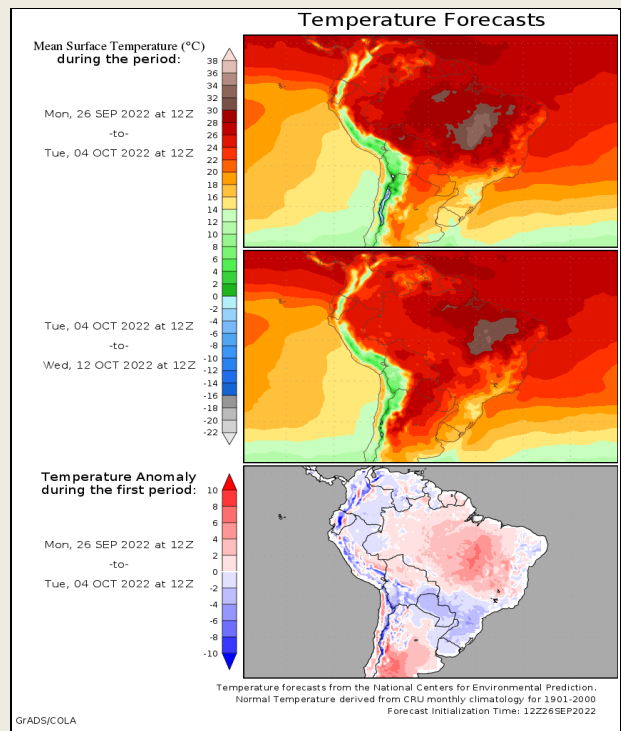 Temperature Forecasts
Mean Surface Temperature (°C)
during the period:
Mon, 26 SEP 2022 at 12Z
-to-
Tue, 04 OCT 2022 at 12Z
38
36
34
32
30
28
26
24
22
20
18
16
14
12
10
8
6
4
2
0
-2
-4
-6
-8
-10
-12
-14
-16
-18
-20
-22
Tue, 04 OCT 2022 at 12Z
-to-
Wed, 12 OCT 2022 at 12Z
Temperature Anomaly
during the first period:
Mon, 26 SEP 2022 at 12Z
-to-
Tue, 04 OCT 2022 at 12Z
10
8
6
4
2
0
-2
-4
-6
-8
-10
Temperature forecasts from the National Centers for Environmental Prediction.
Normal Temperature derived from CRU monthly climatology for 1901-2000
Forecast Initialization Time: 12Z26SEP2022
GrADS/COLA